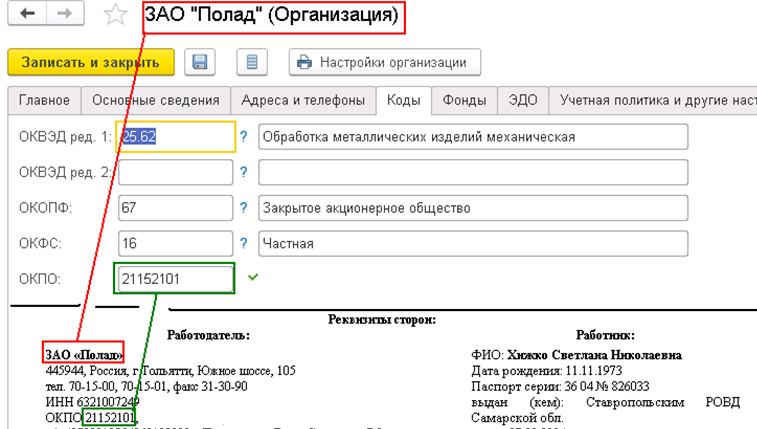 ЗАО "Полад" (Организация)
Записать и закрыть Настройки организации
Главное Основные сведения Адреса и телефоны Коды Фонды ЭДО Учетная политика и другие наст
ОКВЭД ред. 1: 25.62 ? Обработка металлических изделий механическая
ОКВЭД ред. 2: ?
ОКОПФ: 67 ? Закрытое акционерное общество
ОКФС: 16 ? Частная
ОКПО: 21152101
Реквизиты сторон:
Работодатель: Работник:
ЗАО «Полад» ФИО: Хижко Светлана Николаевна
445944, Россия, г. Тольятти, Южное шоссе, 105 Дата рождения: 11.11.1973
тел. 70-15-00, 70-15-01, факс 31-30-90 Паспорт серии: 36 04 № 826033
ИНН 6321007249 выдан (кем): Ставропольским РОВД
ОКПО 21152101, Самарской обл.